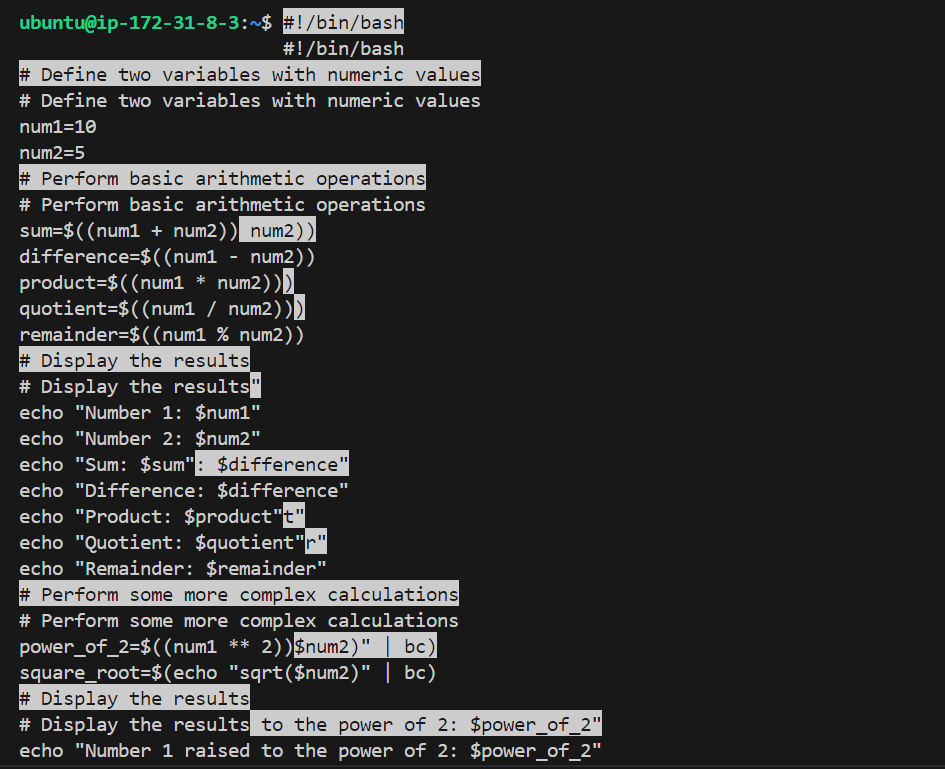 ubuntu@ip-172-31-8-3:~$ #!/bin/bash
#!/bin/bash
# Define two variables with numeric values
# Define two variables with numeric values
num1=10
num2=5
# Perform basic arithmetic operations
# Perform basic arithmetic operations
sum=$((num1 + num2)) num2))
difference=$((num1 - num2))
product=$((num1 * num2)))
quotient=$((num1 / num2)))
remainder=$((num1 % num2))
# Display the results
# Display the results"
echo "Number 1: $num1"
echo "Number 2: $num2"
echo "Sum: $sum": $difference"
echo "Difference: $difference"
echo "Product: $product"t"
echo "Quotient: $quotient"r"
echo "Remainder: $remainder"
# Perform some more complex calculations
# Perform some more complex calculations
power_of_2=$((num1 ** 2))$num2)" | bc)
square_root=$(echo "sqrt($num2)" | bc)
# Display the results
# Display the results to the power of 2: $power_of_2"
echo "Number 1 raised to the power of 2: $power_of_2"